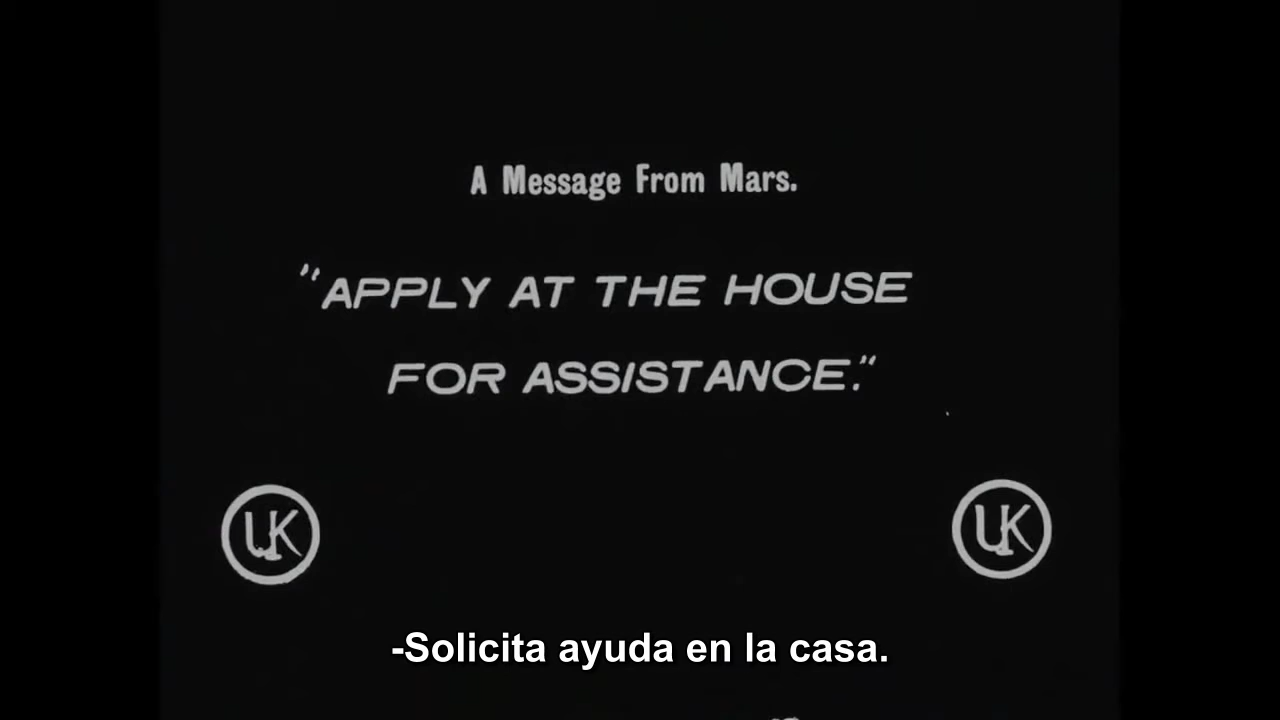 A Message From Mars.
"APPLY AT THE HOUSE
FOR ASSISTANCE."
UK
UK
-Solicita ayuda en la casa.